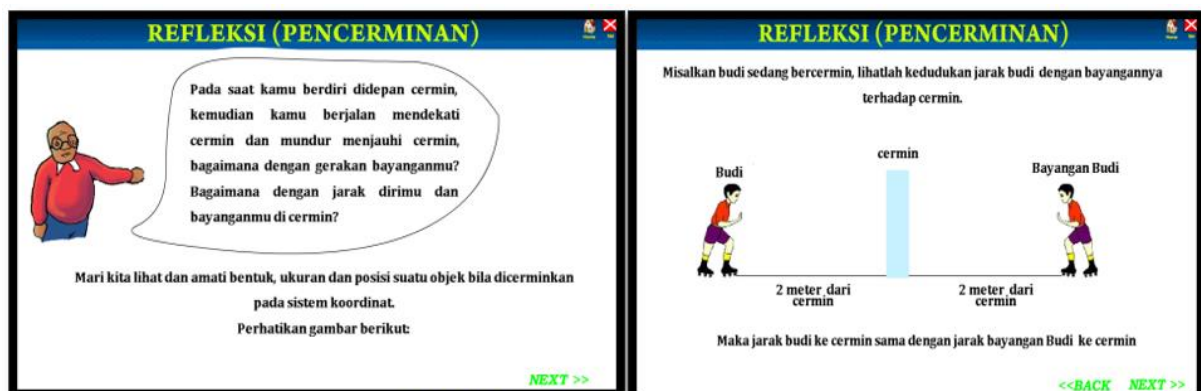 REFLEKSI (PENCERMINAN)
Pada saat kamu berdiri didepan cermin,
kemudian kamu berjalan mendekati
cermin dan mundur menjauhi cermin,
bagaimana dengan gerakan bayanganmu?
Bagaimana dengan jarak dirimu dan
bayanganmu di cermin?
Mari kita lihat dan amati bentuk, ukuran dan posisi suatu objek bila dicerminkan
pada sistem koordinat.
Perhatikan gambar berikut:
NEXT >>
REFLEKSI (PENCERMINAN)
Misalkan budi sedang bercermin, lihatlah kedudukan jarak budi dengan bayangannya
terhadap cermin.
cermin
Budi
Bayangan Budi
2 meter dari
cermin
2 meter dari
cermin
Maka jarak budi ke cermin sama dengan jarak bayangan Budi ke cermin
<<BACK NEXT >>